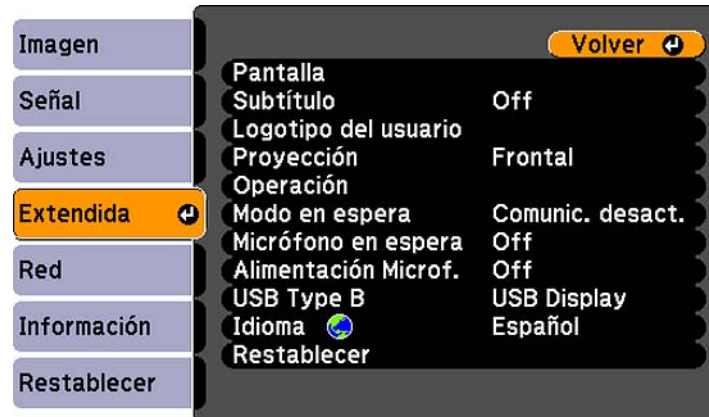 Imagen
Señal
Ajustes
Extendida
Red
Información
Restablecer
Volver
Pantalla
Subtítulo Off
Logotipo del usuario
Proyección Frontal
Operación
Modo en espera Comunic. desact.
Micrófono en espera Off
Alimentación Microf. Off
USB Type B USB Display
Idioma Español
Restablecer